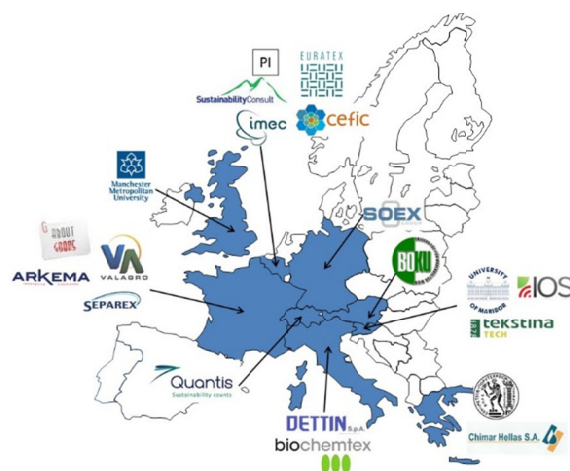 PI
EURATEX
SustainabilityConsult
imec
cefic
Manchester
Metropolitan
University
SOEX
ABOUT
GOODS
VA
VALAGRO
ARKEMA
SEPAREX
BOKU
UNIVERSITY
OF MARIBOR
IOS
tekstina
TECH
Quantis
Sustainability counts
DETTIN S.p.A.
biochemtex
Chimar Hellas S.A.